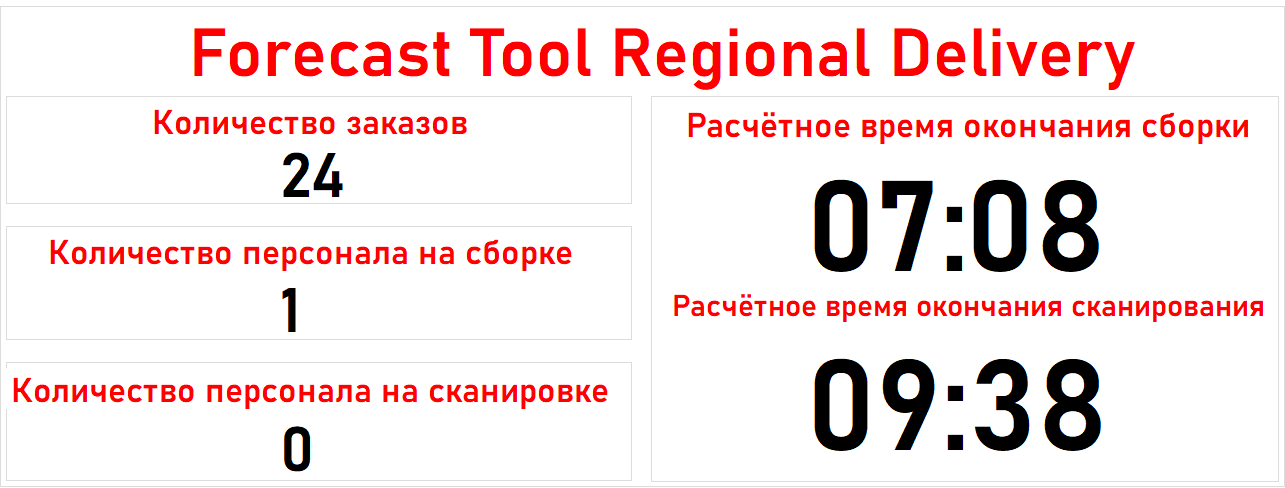 Forecast Tool Regional Delivery
Количество заказов
24
Количество персонала на сборке
1
Количество персонала на сканировке
0
Расчётное время окончания сборки
07:08
Расчётное время окончания сканирования
09:38